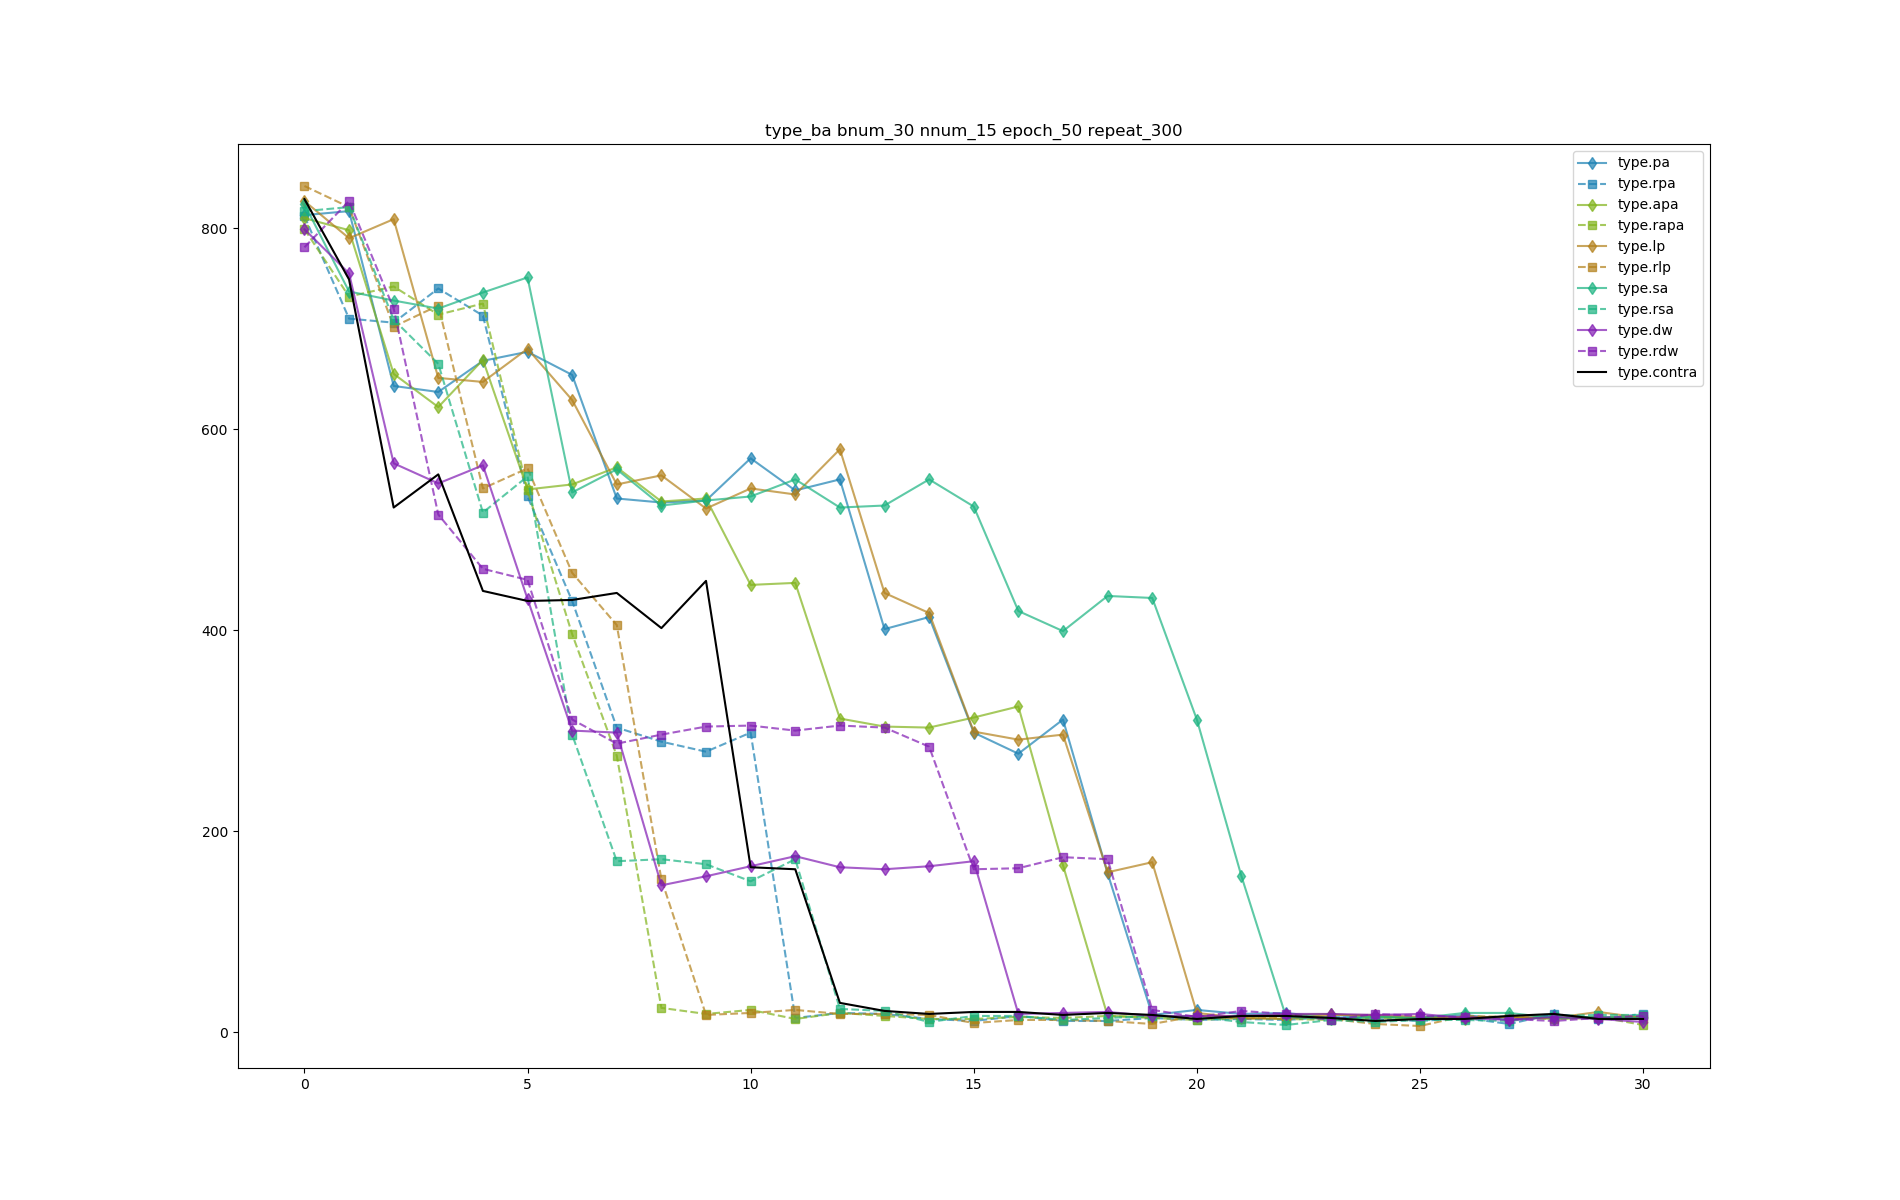 type_ba bnum_30 nnum_15 epoch_50 repeat_300
type.pa
type.rpa
type.apa
type.rapa
type.lp
type.rlp
type.sa
type.rsa
type.dw
type.rdw
type.contra
800
600
400
200
0
0 5 10 15 20 25 30